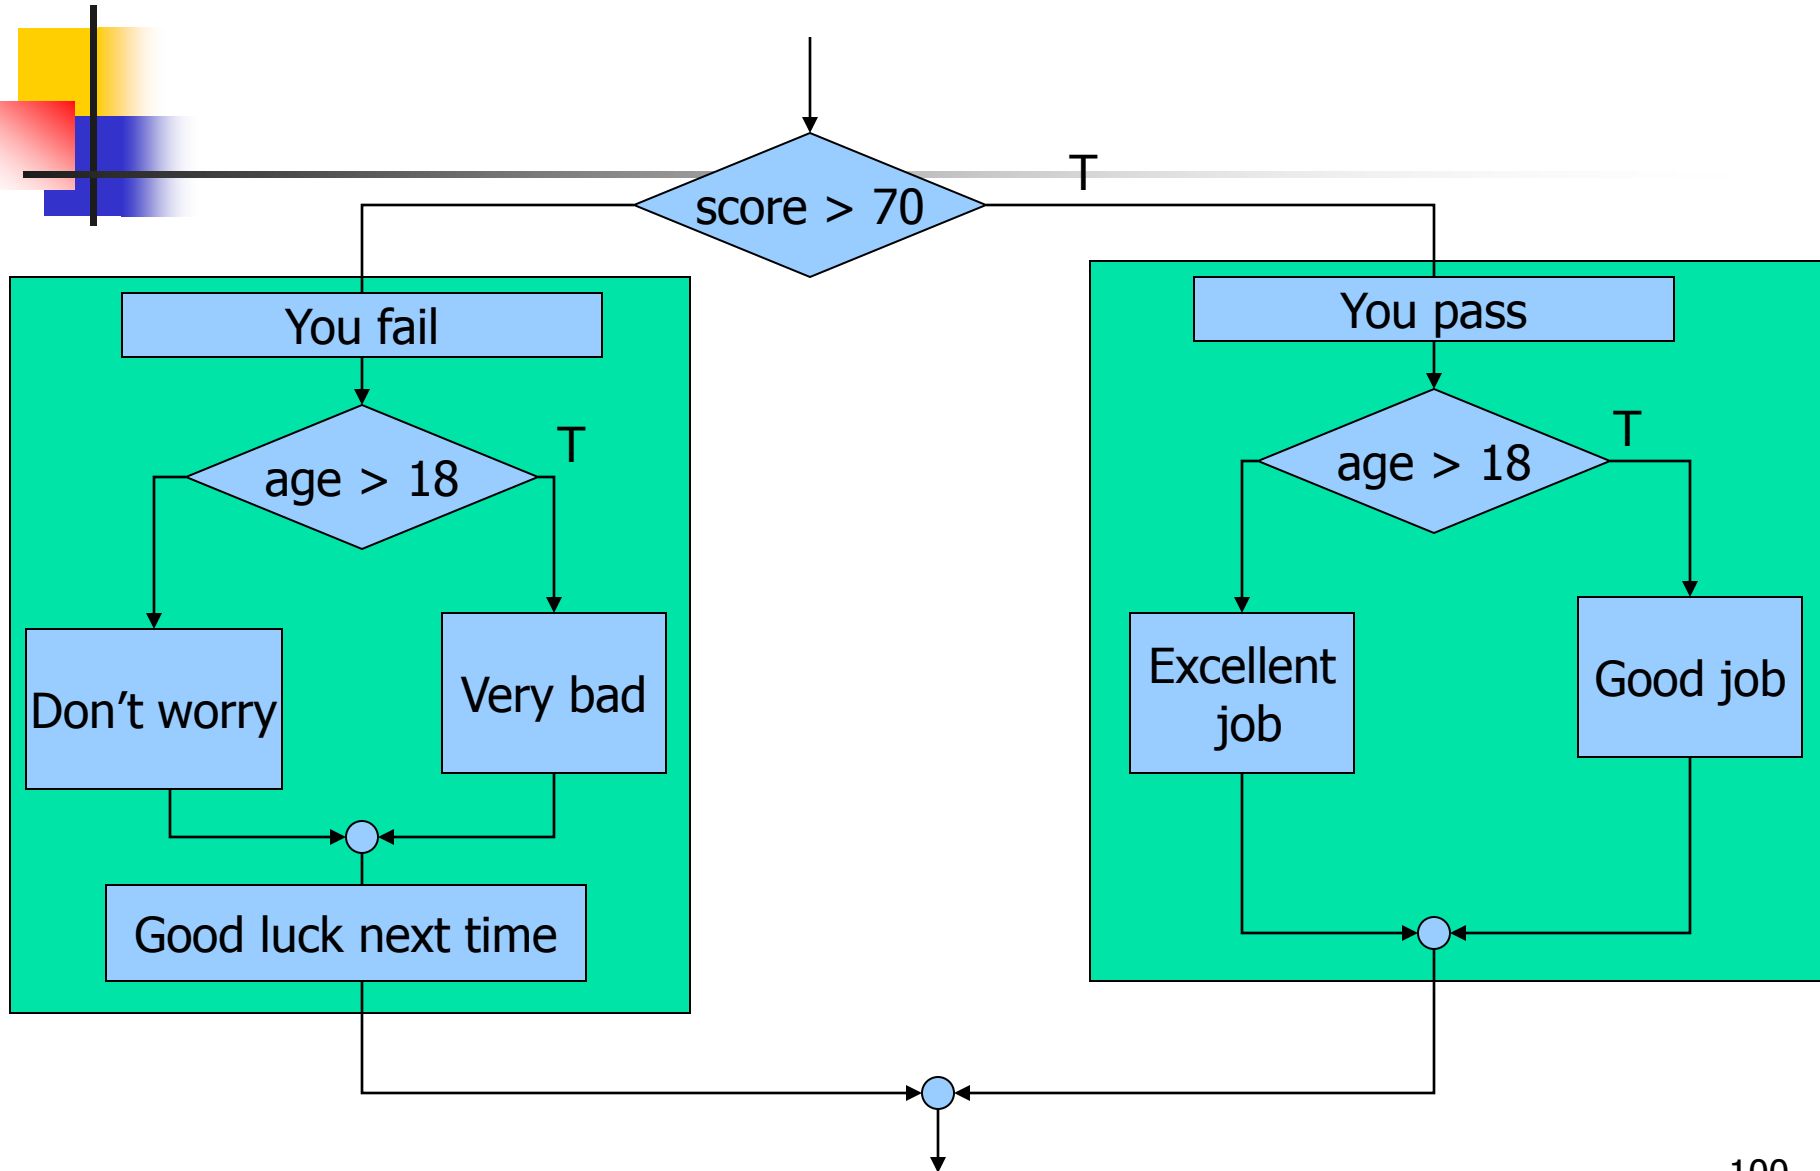 T
score > 70
You fail
You pass
T
age > 18
T
age > 18
Don’t worry
Very bad
Excellent
job
Good job
Good luck next time
100